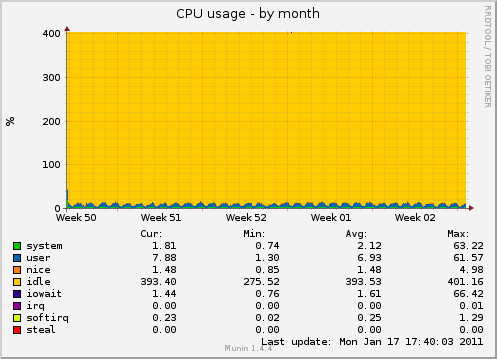 CPU usage - by month
RRDTOOL / TOBI OETIKER
%
400
300
200
100
0
Week 50 Week 51 Week 52 Week 01 Week 02
Cur: Min: Avg: Max:
system 1.81 0.74 2.12 63.22
user 7.88 1.30 6.93 61.57
nice 1.48 0.85 1.48 4.98
idle 393.40 275.52 393.53 401.16
iowait 1.44 0.76 1.61 66.42
irq 0.00 0.00 0.00 0.01
softirq 0.23 0.02 0.25 1.29
steal 0.00 0.00 0.00 0.00
Last update: Mon Jan 17 17:40:03 2011
Munin 1.4.4